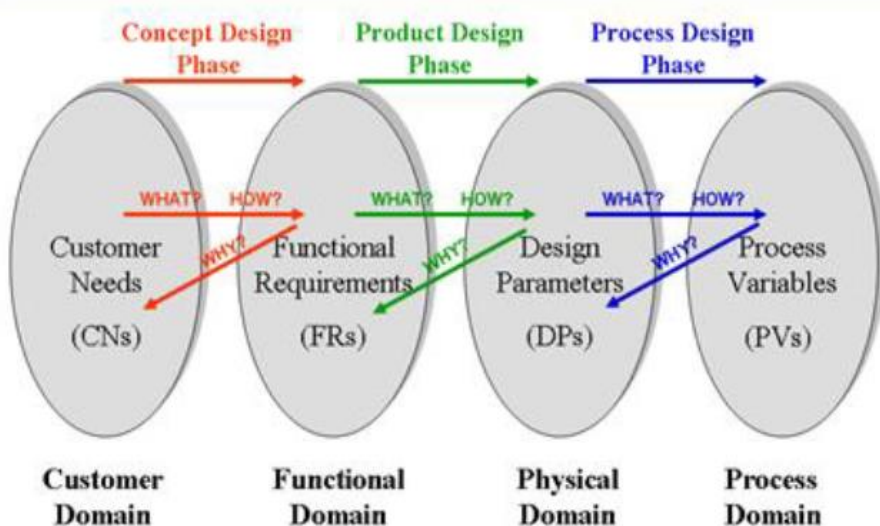 Concept Design
Phase
Product Design
Phase
Process Design
Phase
WHAT? HOW?
WHAT? HOW?
WHAT? HOW?
WHY?
WHY?
WHY?
Customer
Needs
(CNs)
Functional
Requirements
(FRs)
Design
Parameters
(DPs)
Process
Variables
(PVs)
Customer
Domain
Functional
Domain
Physical
Domain
Process
Domain